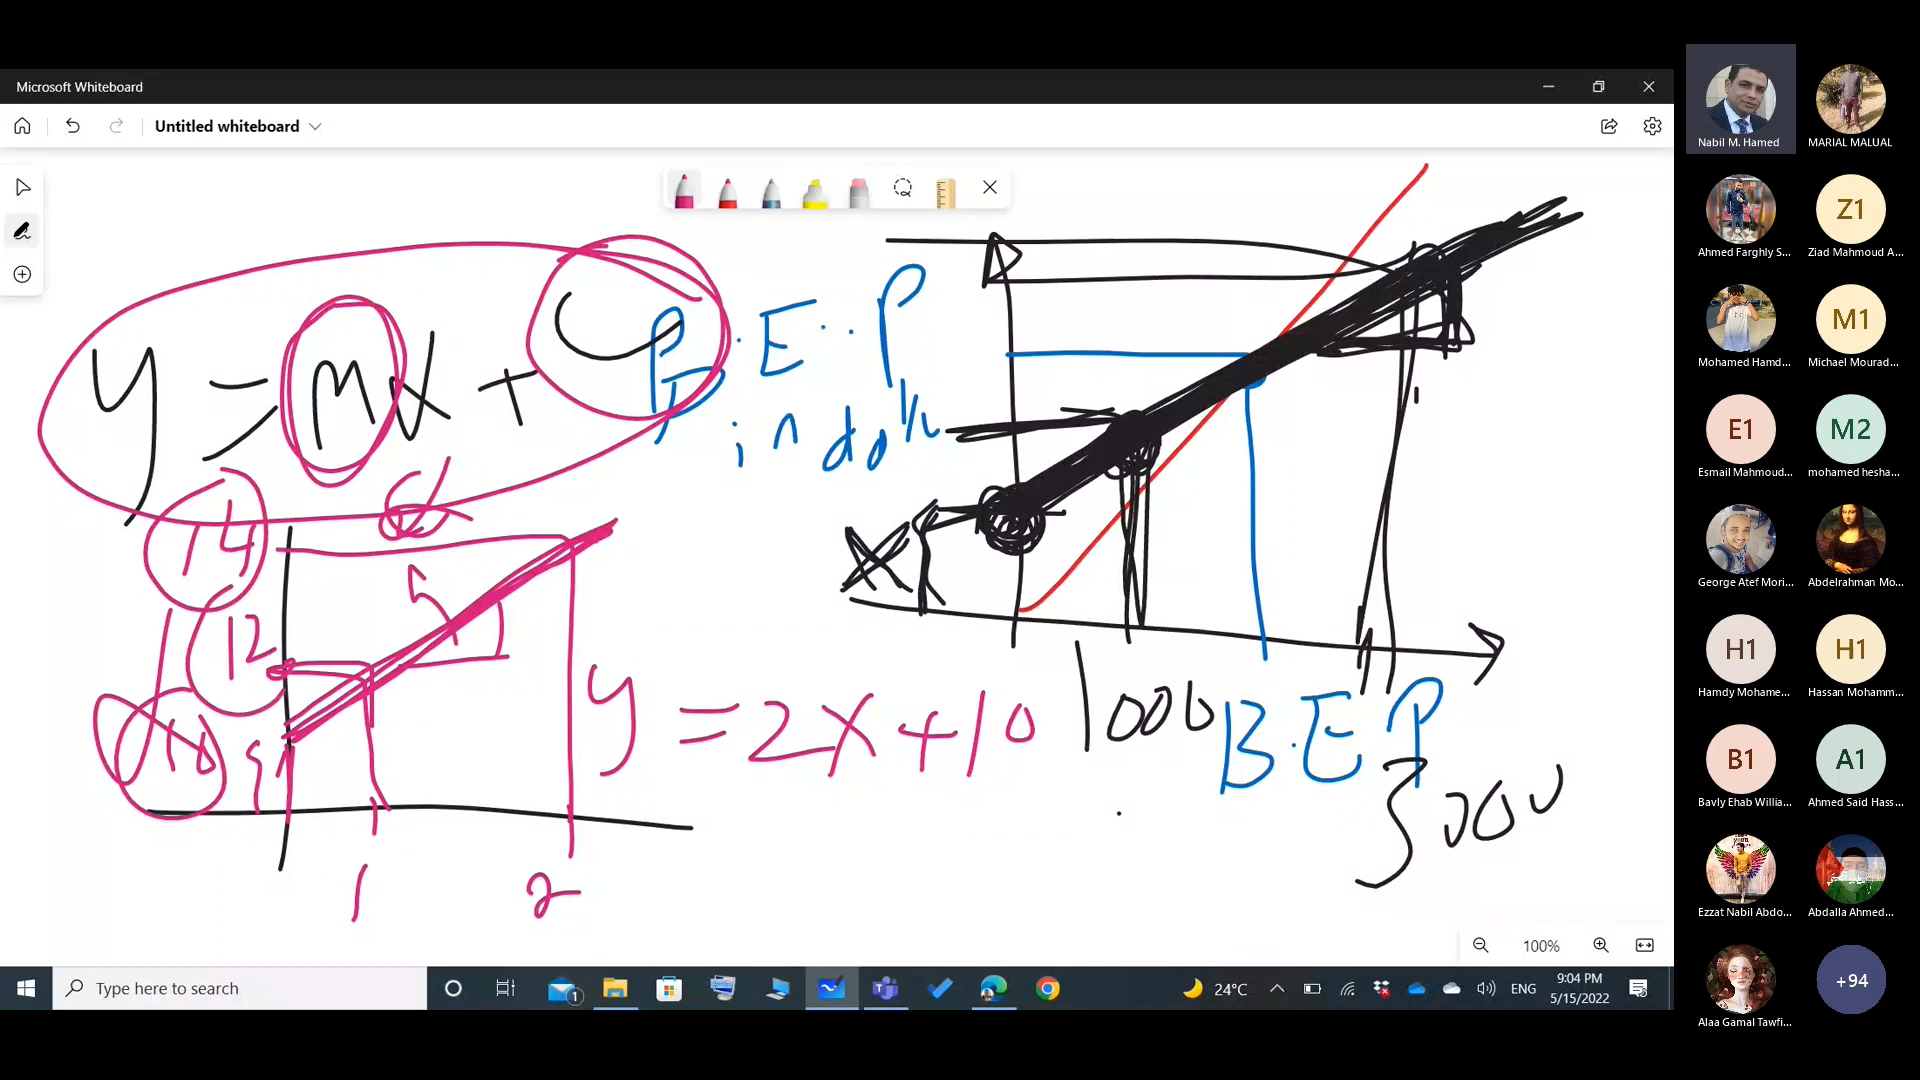 Microsoft Whiteboard
Untitled whiteboard
y = mx + C
B.E.P
in dol
14
12
10
1
2
y = 2x + 10
1000
B.E.P
100%
Type here to search
1
24°C
ENG
9:04 PM
5/15/2022
Nabil M. Hamed
MARIAL MALUAL
Ahmed Farghly S...
Z1
Ziad Mahmoud A...
Mohamed Hamd...
M1
Michael Mourad...
E1
Esmail Mahmoud...
M2
mohamed hesha...
George Atef Mori...
Abdelrahman Mo...
H1
Hamdy Mohame...
H1
Hassan Mohamm...
B1
Bavly Ehab Willia...
A1
Ahmed Said Hass...
Ezzat Nabil Abdo...
Abdalla Ahmed...
Alaa Gamal Tawfi...
+94